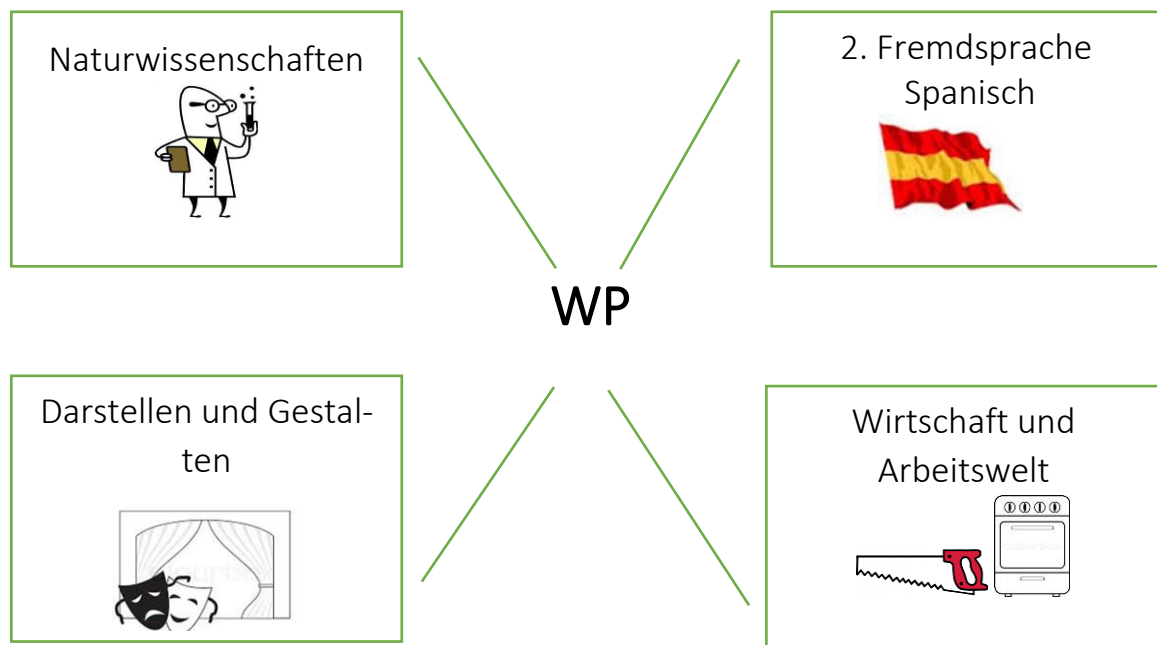 Naturwissenschaften
2. Fremdsprache
Spanisch
WP
Darstellen und Gestal-
ten
Wirtschaft und
Arbeitswelt